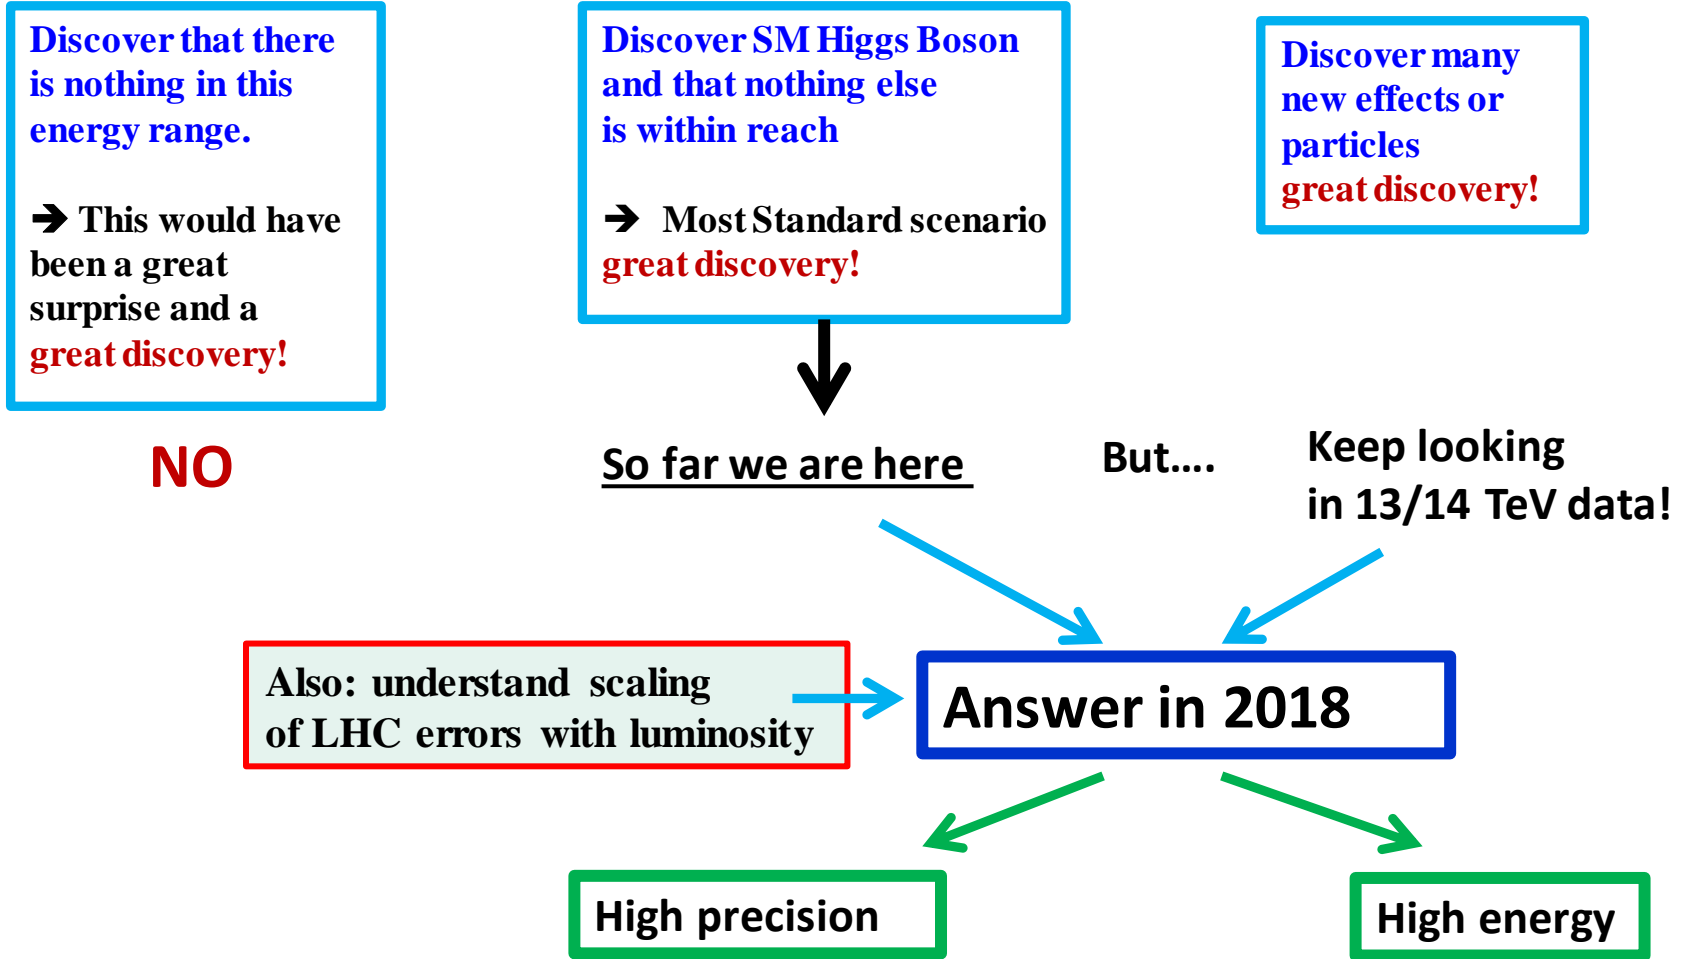 Discover that there
is nothing in this
energy range.
➔ This would have
been a great
surprise and a
great discovery!
Discover SM Higgs Boson
and that nothing else
is within reach
➔ Most Standard scenario
great discovery!
Discover many
new effects or
particles
great discovery!
NO
So far we are here
But....
Keep looking
in 13/14 TeV data!
Also: understand scaling
of LHC errors with luminosity
Answer in 2018
High precision
High energy